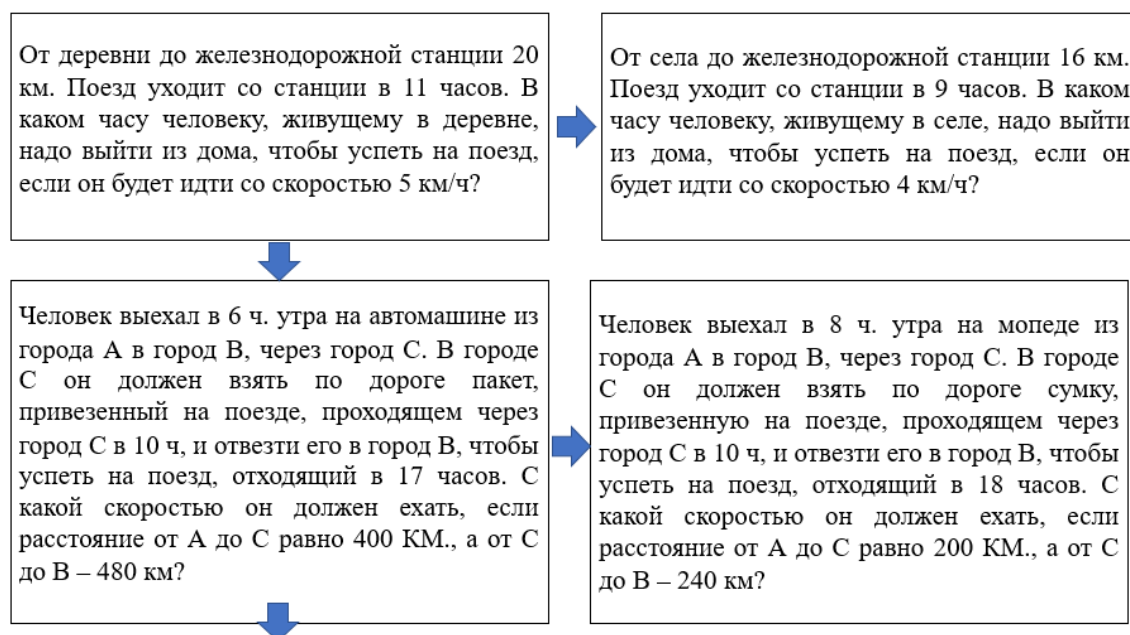 От деревни до железнодорожной станции 20
км. Поезд уходит со станции в 11 часов. В
каком часу человеку, живущему в деревне,
надо выйти из дома, чтобы успеть на поезд,
если он будет идти со скоростью 5 км/ч?
От села до железнодорожной станции 16 км.
Поезд уходит со станции в 9 часов. В каком
часу человеку, живущему в селе, надо выйти
из дома, чтобы успеть на поезд, если он
будет идти со скоростью 4 км/ч?
Человек выехал в 6 ч. утра на автомашине из
города А в город В, через город С. В городе
С он должен взять по дороге пакет,
привезенный на поезде, проходящем через
город С в 10 ч, и отвезти его в город В, чтобы
успеть на поезд, отходящий в 17 часов. С
какой скоростью он должен ехать, если
расстояние от А до С равно 400 КМ., а от С
до В – 480 км?
Человек выехал в 8 ч. утра на мопеде из
города А в город В, через город С. В городе
С он должен взять по дороге сумку,
привезенную на поезде, проходящем через
город С в 10 ч, и отвезти его в город В, чтобы
успеть на поезд, отходящий в 18 часов. С
какой скоростью он должен ехать, если
расстояние от А до С равно 200 КМ., а от С
до В – 240 км?